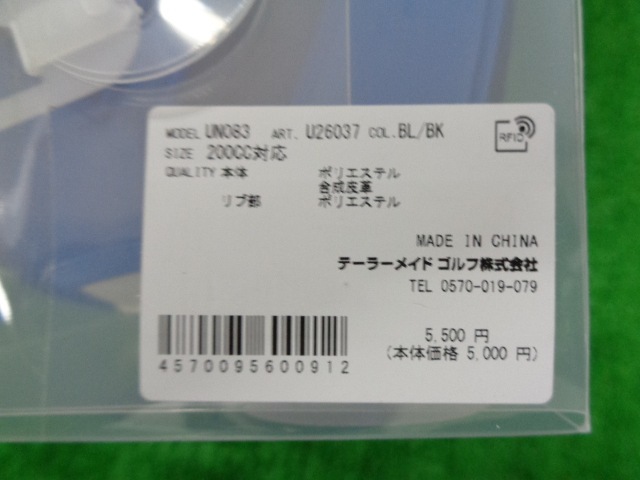 MODEL UN083 ART. U26037 COL. BL/BK
RFID
SIZE 200CC対応
QUALITY 本体 ポリエステル
合成皮革
リブ部 ポリエステル
MADE IN CHINA
テーラーメイド ゴルフ株式会社
TEL 0570-019-079
5,500 円
(本体価格 5,000 円)
4570095600912